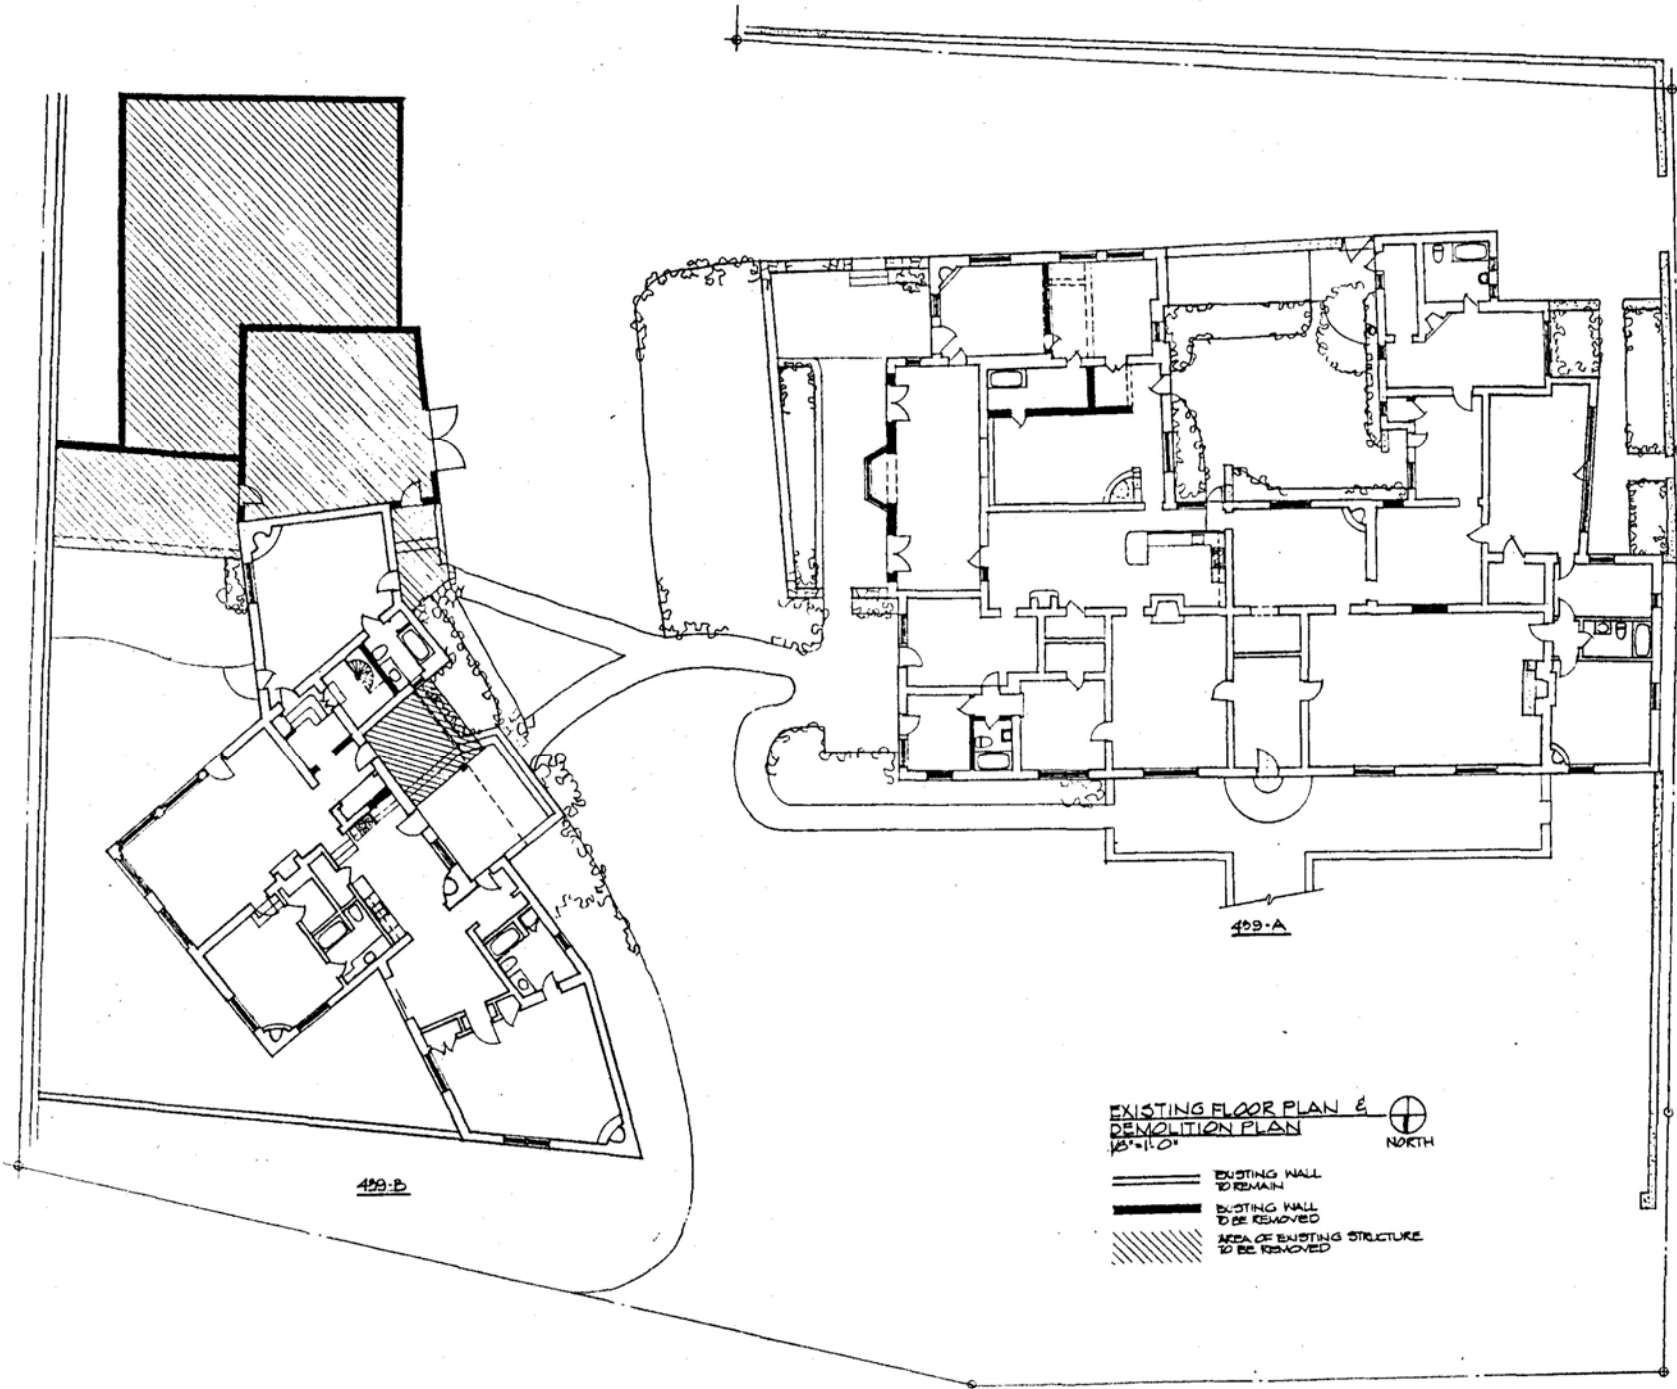 459-A
459-B
EXISTING FLOOR PLAN &
DEMOLITION PLAN
1/8"=1'-0"
NORTH
EXISTING WALL
TO REMAIN
EXISTING WALL
TO BE REMOVED
AREA OF EXISTING STRUCTURE
TO BE REMOVED